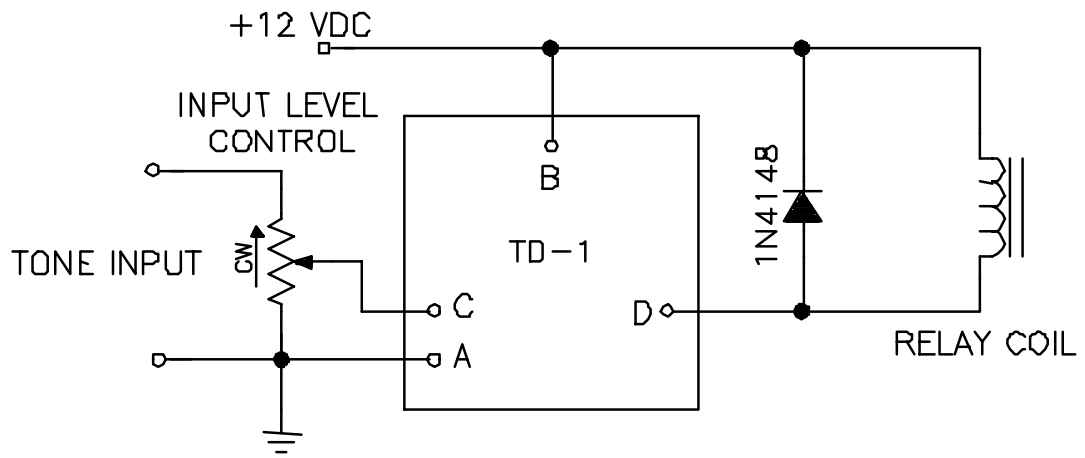 +12 VDC
INPUT LEVEL
CONTROL
B
1N4148
TONE INPUT
CW
TD-1
C
D
A
RELAY COIL